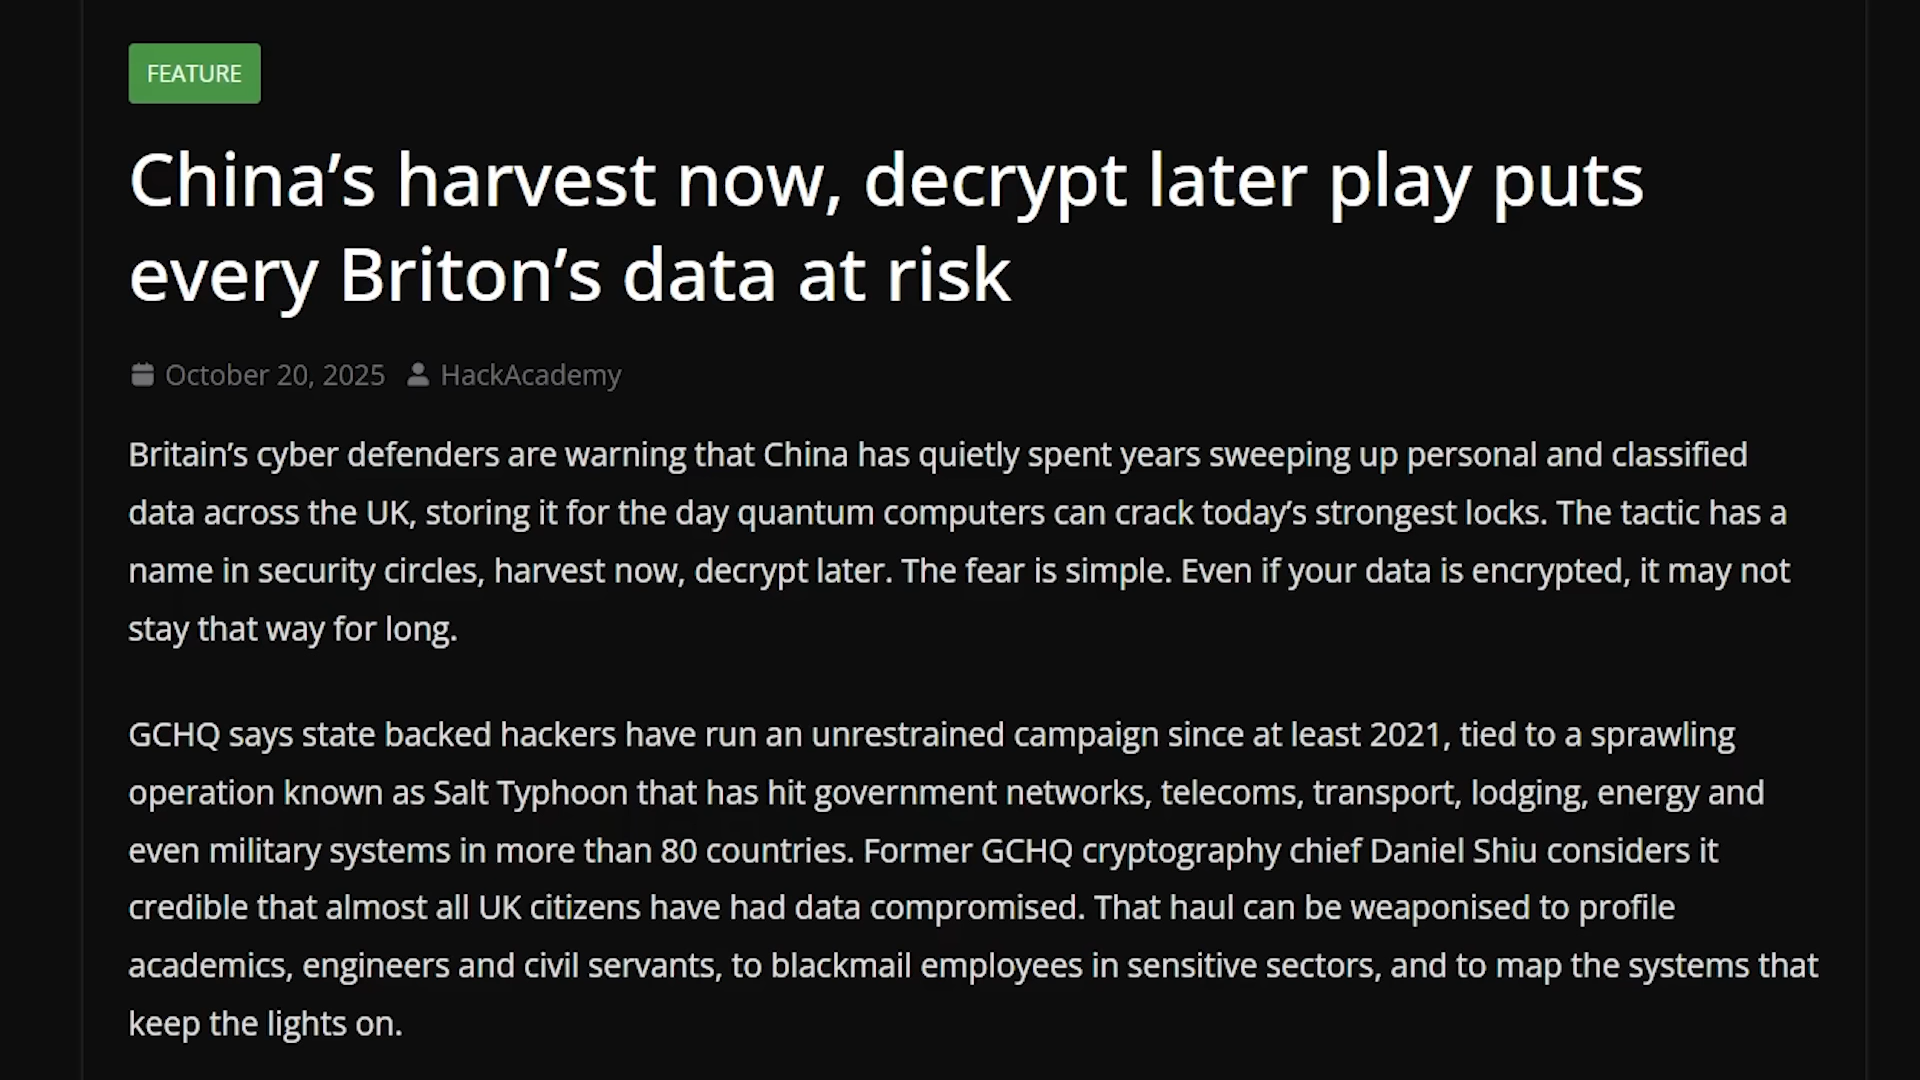 FEATURE
China’s harvest now, decrypt later play puts
every Briton’s data at risk
October 20, 2025 HackAcademy
Britain’s cyber defenders are warning that China has quietly spent years sweeping up personal and classified
data across the UK, storing it for the day quantum computers can crack today’s strongest locks. The tactic has a
name in security circles, harvest now, decrypt later. The fear is simple. Even if your data is encrypted, it may not
stay that way for long.
GCHQ says state backed hackers have run an unrestrained campaign since at least 2021, tied to a sprawling
operation known as Salt Typhoon that has hit government networks, telecoms, transport, lodging, energy and
even military systems in more than 80 countries. Former GCHQ cryptography chief Daniel Shiu considers it
credible that almost all UK citizens have had data compromised. That haul can be weaponised to profile
academics, engineers and civil servants, to blackmail employees in sensitive sectors, and to map the systems that
keep the lights on.